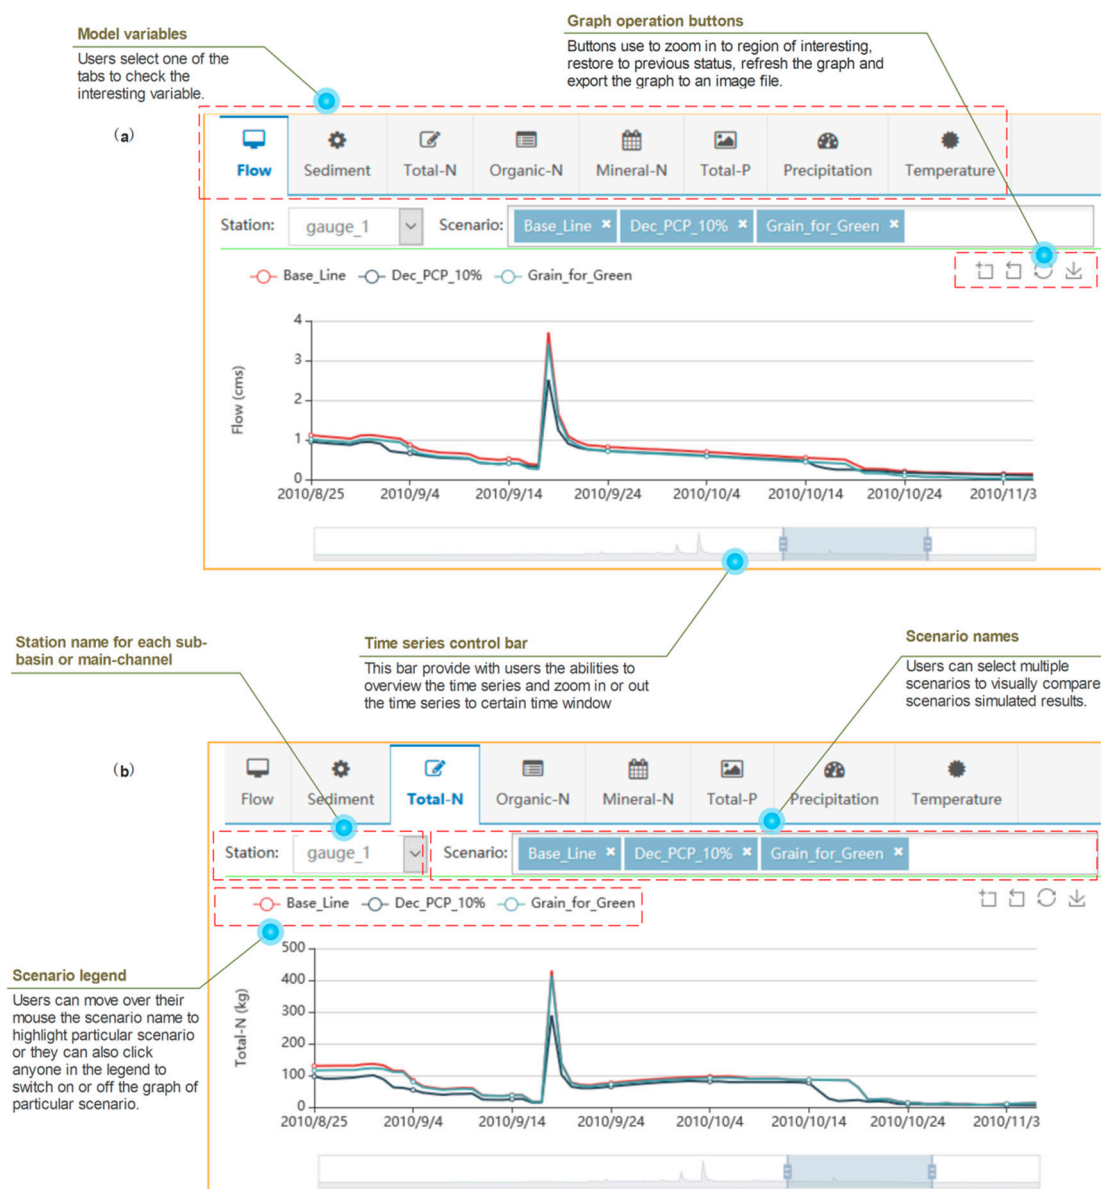 Model variables
Users select one of the
tabs to check the
interesting variable.
Graph operation buttons
Buttons use to zoom in to region of interesting,
restore to previous status, refresh the graph and
export the graph to an image file.
(a)
Flow Sediment Total-N Organic-N Mineral-N Total-P Precipitation Temperature
Station: gauge_1 Scenario: Base_Line × Dec_PCP_10% × Grain_for_Green ×
Base_Line Dec_PCP_10% Grain_for_Green
4
3
2
1
0
Flow (cms)
2010/8/25 2010/9/4 2010/9/14 2010/9/24 2010/10/4 2010/10/14 2010/10/24 2010/11/3
Station name for each sub-
basin or main-channel
Time series control bar
This bar provide with users the abilities to
overview the time series and zoom in or out
the time series to certain time window
Scenario names
Users can select multiple
scenarios to visually compare
scenarios simulated results.
(b)
Flow Sediment Total-N Organic-N Mineral-N Total-P Precipitation Temperature
Station: gauge_1 Scenario: Base_Line × Dec_PCP_10% × Grain_for_Green ×
Base_Line Dec_PCP_10% Grain_for_Green
Scenario legend
Users can move over their
mouse the scenario name to
highlight particular scenario
or they can also click
anyone in the legend to
switch on or off the graph of
particular scenario.
500
400
300
200
100
0
Total-N (kg)
2010/8/25 2010/9/4 2010/9/14 2010/9/24 2010/10/4 2010/10/14 2010/10/24 2010/11/3